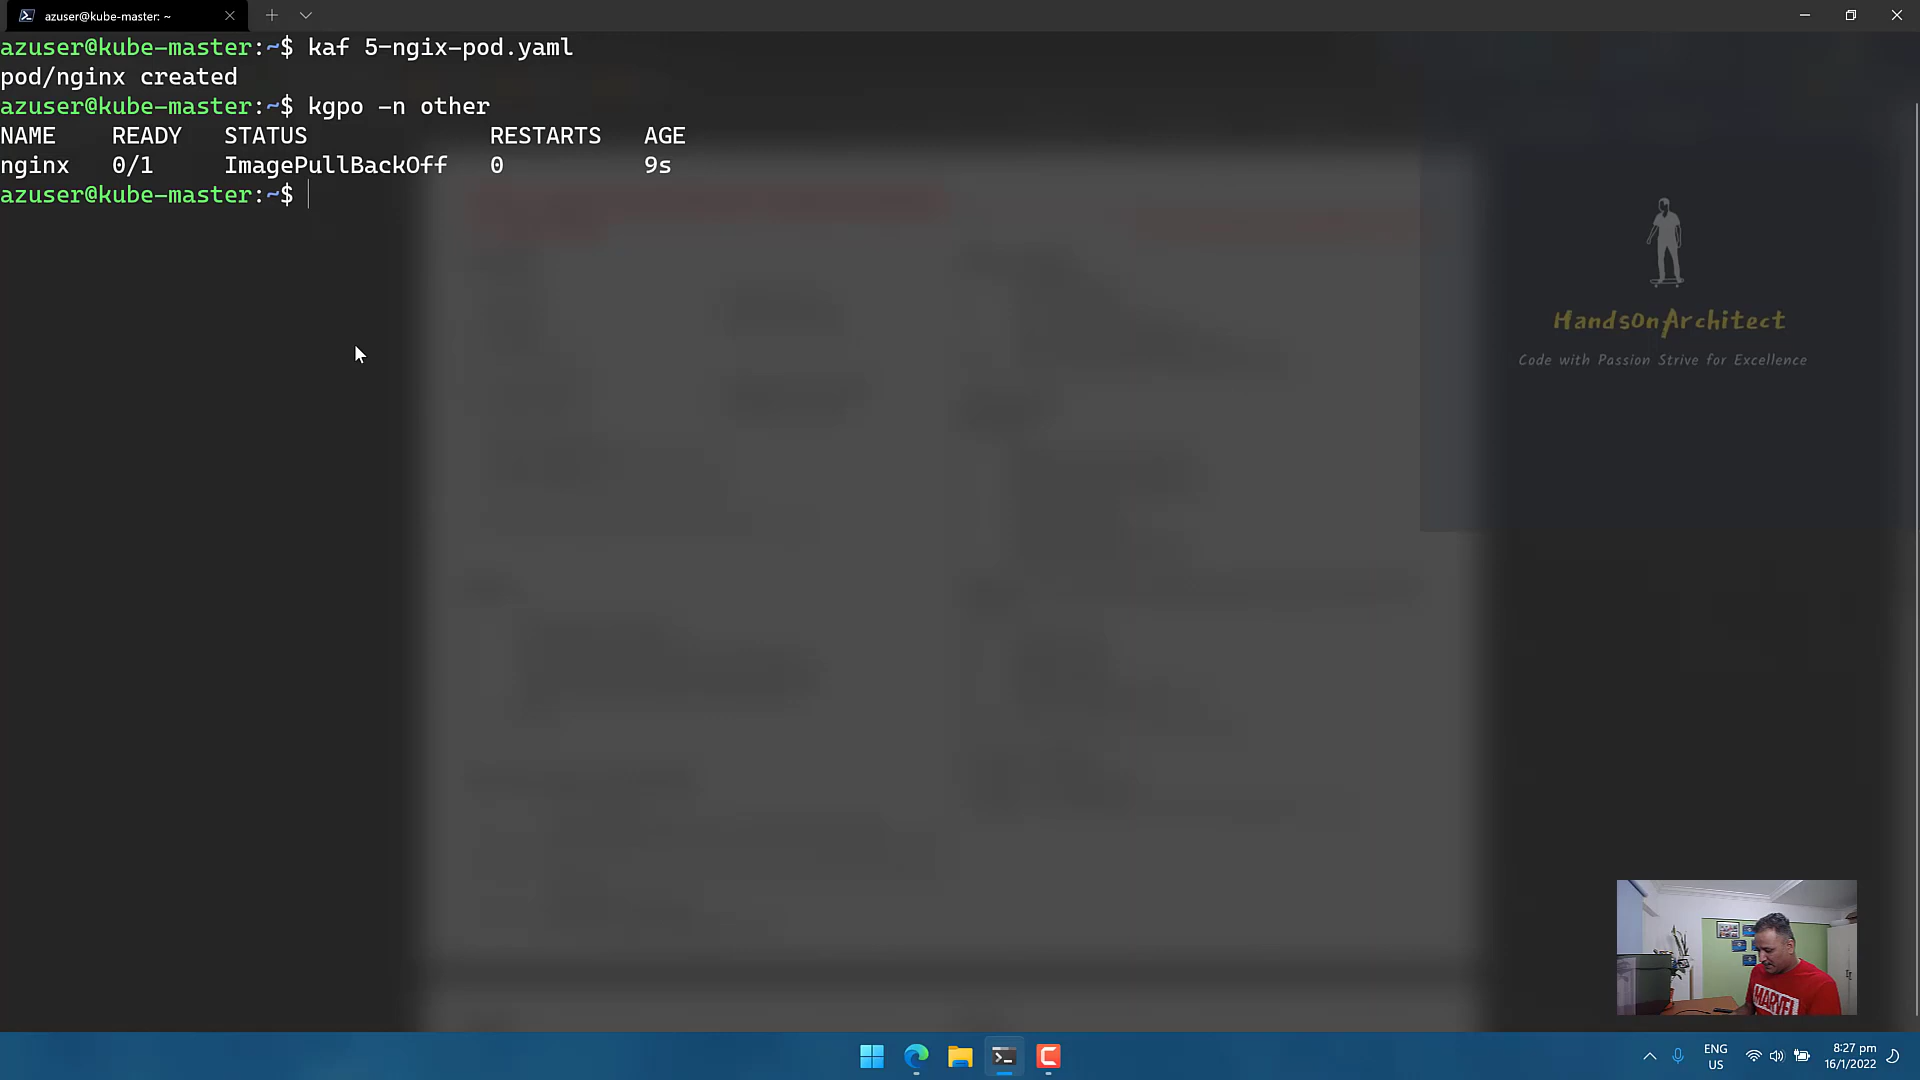 azuser@kube-master: ~
azuser@kube-master:~$ kaf 5-ngix-pod.yaml
pod/nginx created
azuser@kube-master:~$ kgpo -n other
NAME READY STATUS RESTARTS AGE
nginx 0/1 ImagePullBackOff 0 9s
azuser@kube-master:~$
HandsOnArchitect
Code with Passion Strive for Excellence
MARVEL
ENG
US
8:27 pm
16/1/2022